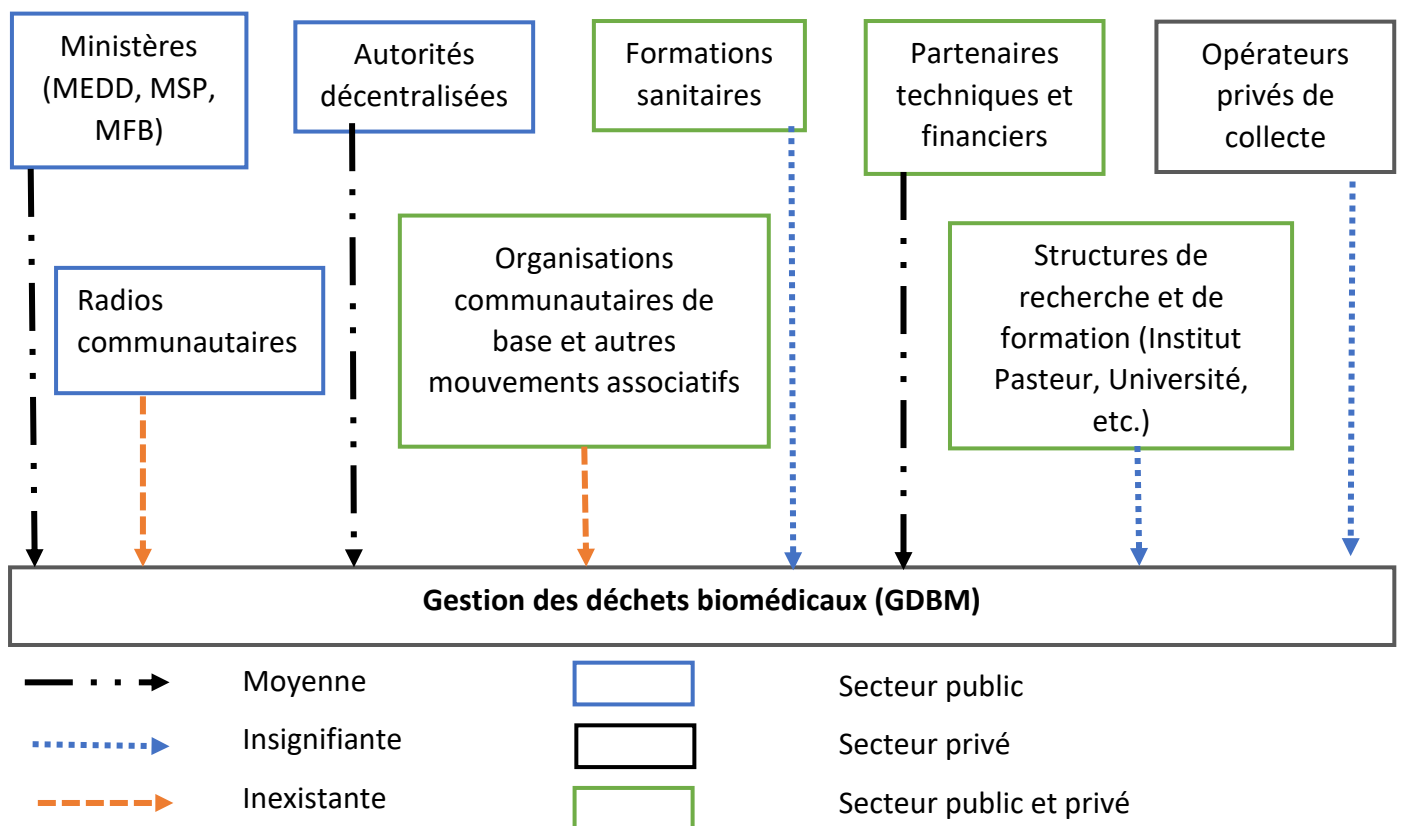 Ministères
(MEDD, MSP,
MFB)
Autorités
décentralisées
Formations
sanitaires
Partenaires
techniques et
financiers
Opérateurs
privés de
collecte
Radios
communautaires
Organisations
communautaires de
base et autres
mouvements associatifs
Structures de
recherche et de
formation (Institut
Pasteur, Université,
etc.)
Gestion des déchets biomédicaux (GDBM)
Moyenne
Secteur public
Insignifiante
Secteur privé
Inexistante
Secteur public et privé